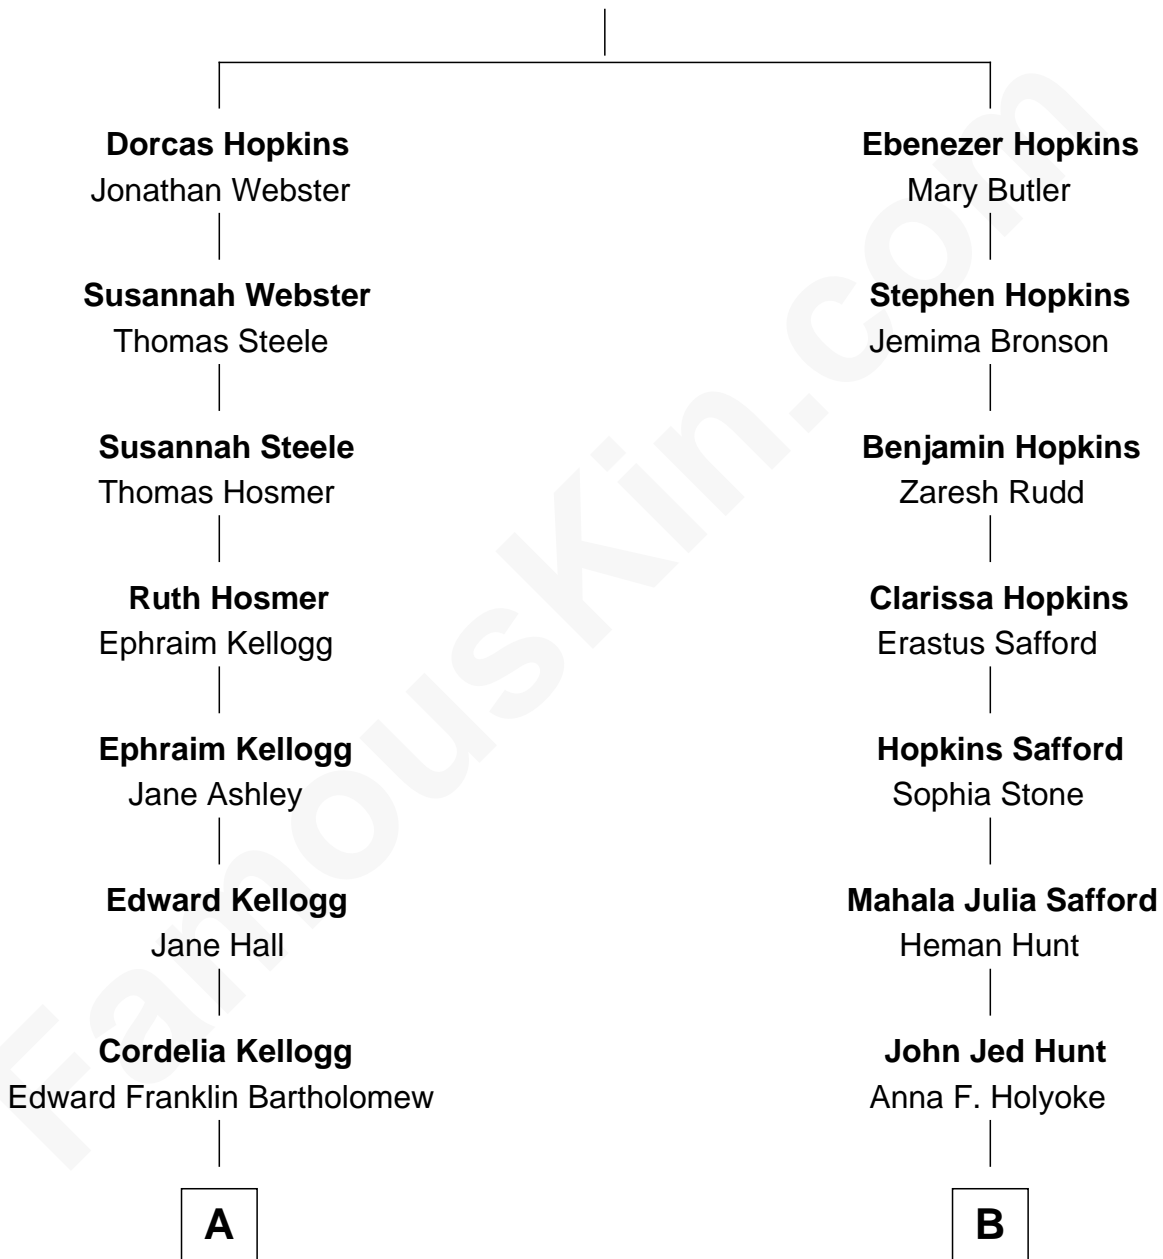 Dorcas Hopkins
Jonathan Webster
Susannah Webster
Thomas Steele
Susannah Steele
Thomas Hosmer
Ruth Hosmer
Ephraim Kellogg
Ephraim Kellogg
Jane Ashley
Edward Kellogg
Jane Hall
Cordelia Kellogg
Edward Franklin Bartholomew
A
Ebenezer Hopkins
Mary Butler
Stephen Hopkins
Jemima Bronson
Benjamin Hopkins
Zaresh Rudd
Clarissa Hopkins
Erastus Safford
Hopkins Safford
Sophia Stone
Mahala Julia Safford
Heman Hunt
John Jed Hunt
Anna F. Holyoke
B
FamousKin.com